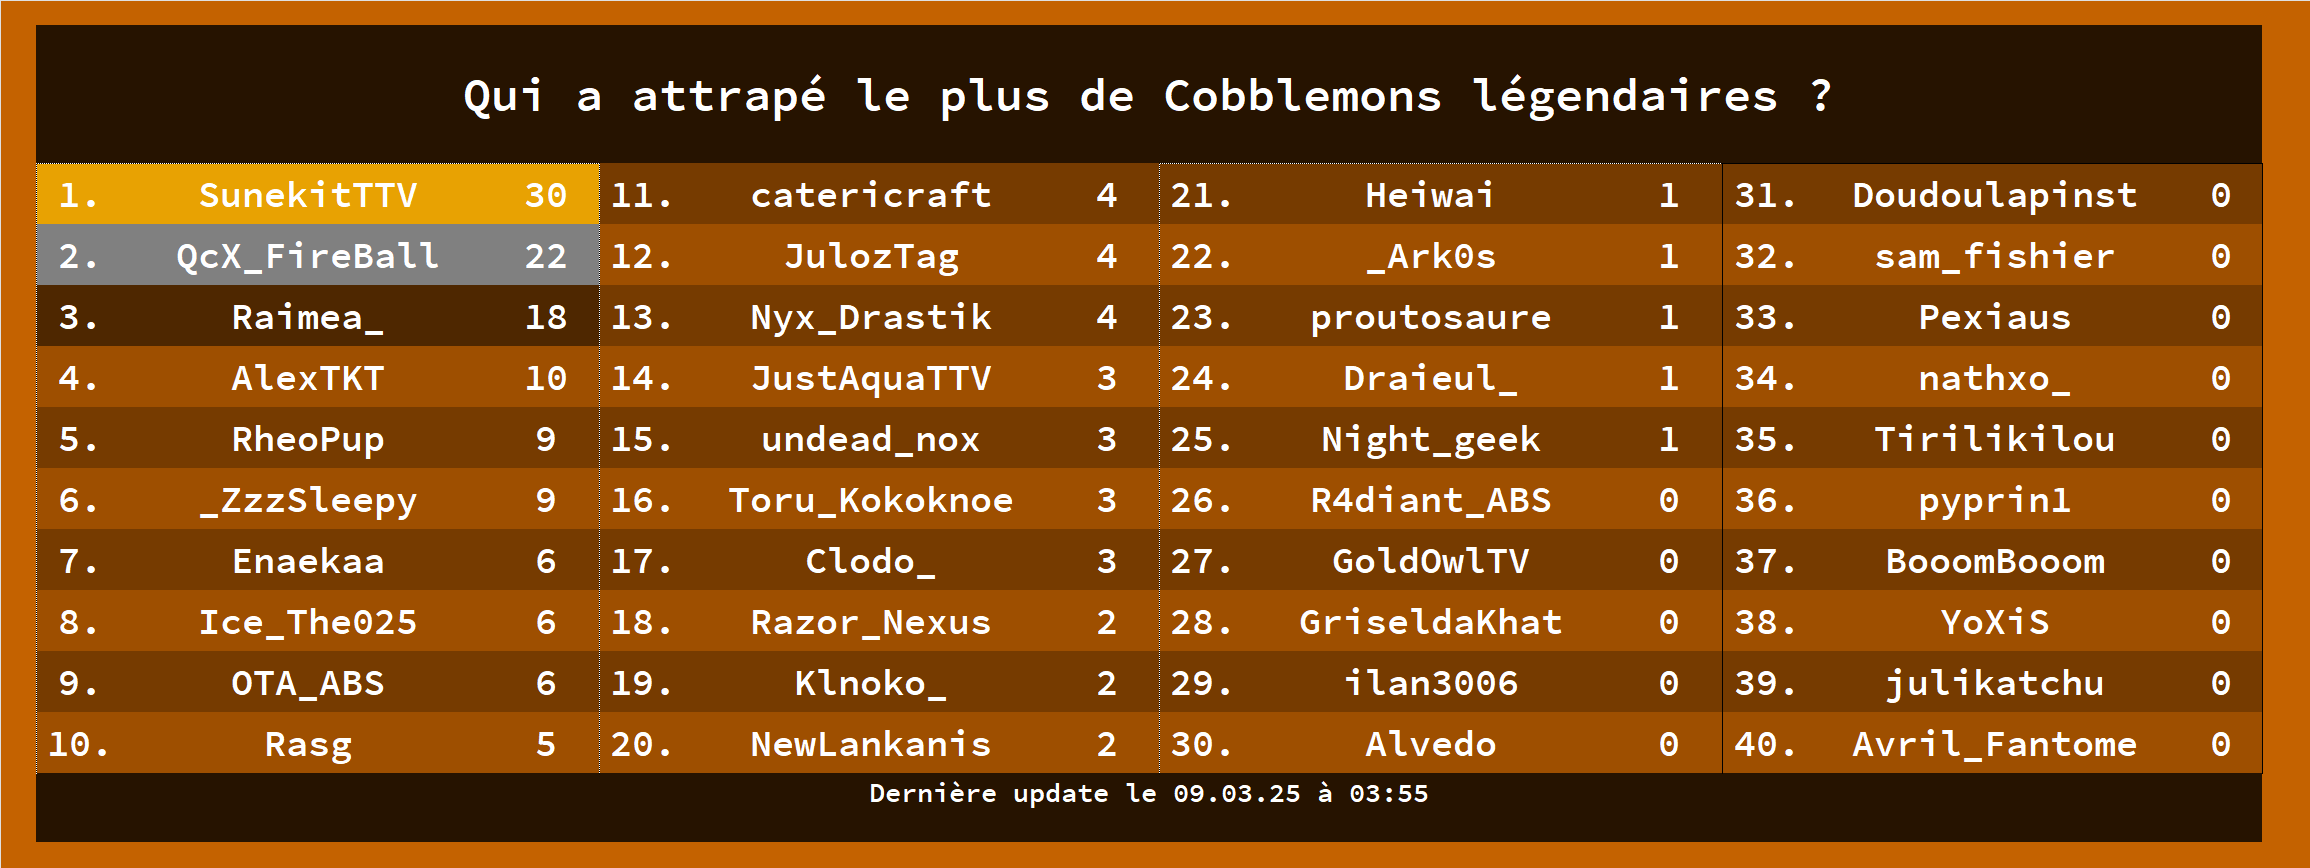 Qui a attrapé le plus de Cobblemons légendaires ?
1. SunekitTTV 30 11. catericraft 4 21. Heiwai 1 31. Doudoulapinst 0
2. QcX_FireBall 22 12. JulozTag 4 22. _Ark0s 1 32. sam_fishier 0
3. Raimea_ 18 13. Nyx_Drastik 4 23. proutosaure 1 33. Pexiaus 0
4. AlexTKT 10 14. JustAquaTTV 3 24. Draieul_ 1 34. nathxo_ 0
5. RheoPup 9 15. undead_nox 3 25. Night_geek 1 35. Tirilikilou 0
6. _ZzzSleepy 9 16. Toru_Kokoknoe 3 26. R4diant_ABS 0 36. pyprin1 0
7. Enaekaa 6 17. Clodo_ 3 27. GoldOwlTV 0 37. BooomBooom 0
8. Ice_The025 6 18. Razor_Nexus 2 28. GriseldaKhat 0 38. YoXiS 0
9. OTA_ABS 6 19. Klnoko_ 2 29. ilan3006 0 39. julikatchu 0
10. Rasg 5 20. NewLankanis 2 30. Alvedo 0 40. Avril_Fantome 0
Dernière update le 09.03.25 à 03:55